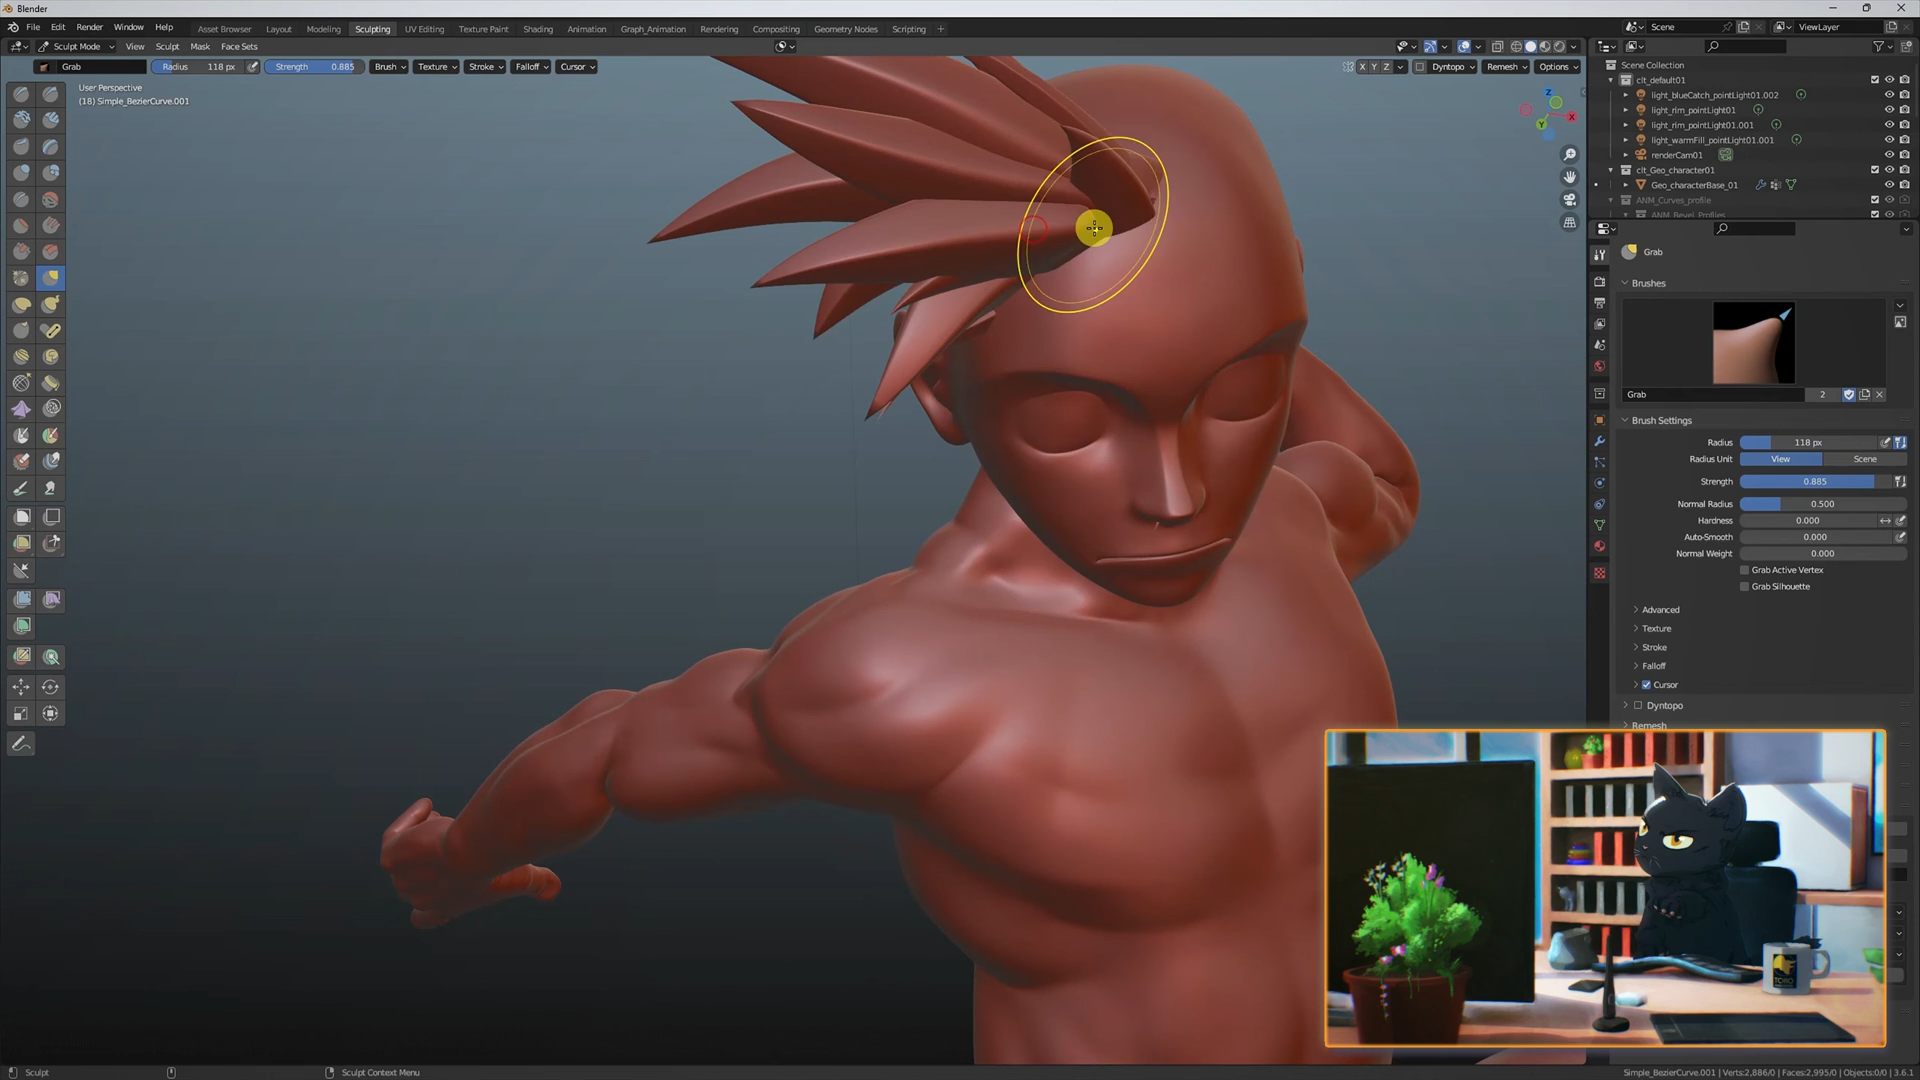 Blender
File Edit Render Window Help Asset Browser Layout Modeling Sculpting UV Editing Texture Paint Shading Animation Graph_Animation Rendering Compositing Geometry Nodes Scripting + Scene ViewLayer
Sculpt Mode View Sculpt Mask Face Sets
Grab Radius 118 px Strength 0.885 Brush Texture Stroke Falloff Cursor X Y Z Dyntopo Remesh Options
User Perspective
(18) Simple_BezierCurve.001
Z
X
Y
Scene Collection
clt_default01
light_blueCatch_pointLight01.002
light_rim_pointLight01
light_rim_pointLight01.001
light_warmFill_pointLight01.001
renderCam01
clt_Geo_character01
Geo_characterBase_01
ANM_Curves_profile
ANM_Bevel_Profiles
Grab
Brushes
Grab 2
Brush Settings
Radius 118 px
Radius Unit View Scene
Strength 0.885
Normal Radius 0.500
Hardness 0.000
Auto-Smooth 0.000
Normal Weight 0.000
Grab Active Vertex
Grab Silhouette
Advanced
Texture
Stroke
Falloff
Cursor
Dyntopo
Remesh
TORO
Sculpt Sculpt Context Menu Simple_BezierCurve.001 | Verts:2,886/0 | Faces:2,995/0 | Objects:0/0 | 3.6.1